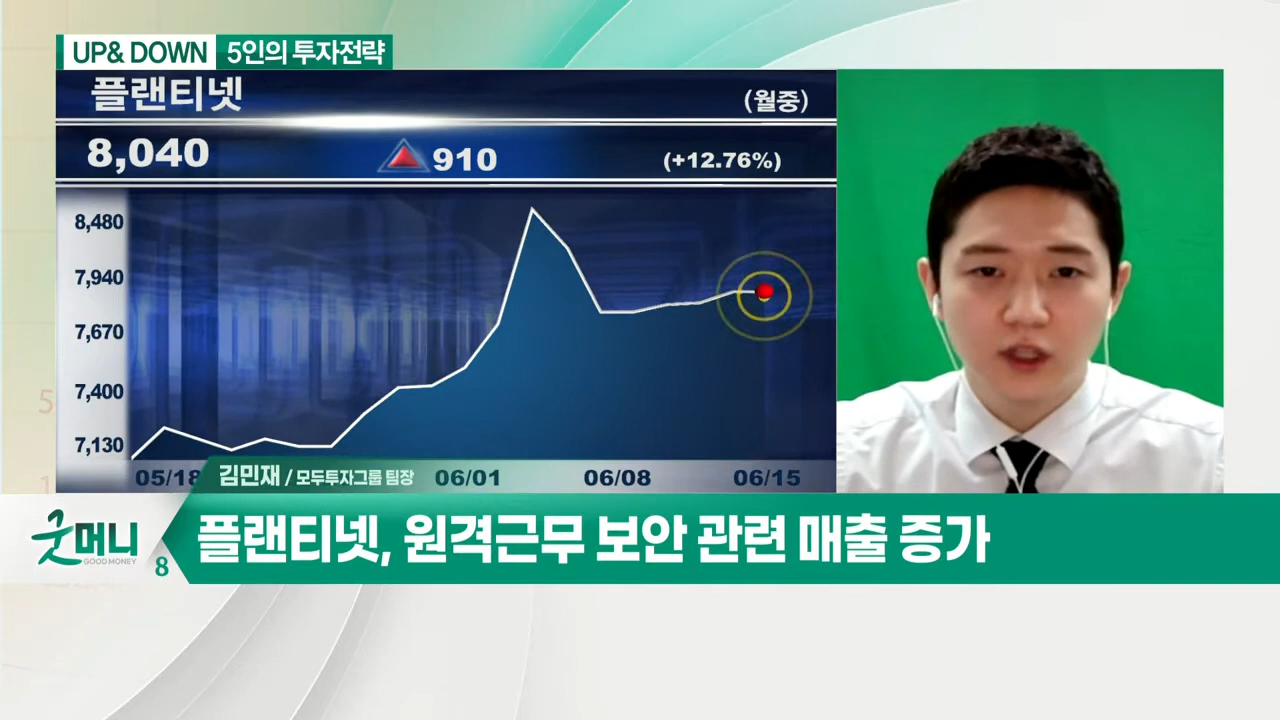 UP& DOWN 5인의 투자전략
플랜티넷 (월중)
8,040 910 (+12.76%)
8,480
7,940
7,670
7,400
7,130
05/18 06/01 06/08 06/15
김민재 / 모두투자그룹 팀장
굿머니
GOOD MONEY
8
플랜티넷, 원격근무 보안 관련 매출 증가